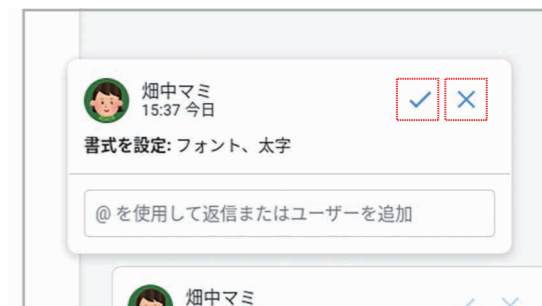 畑中マミ
15:37 今日
書式を設定: フォント、太字
@ を使用して返信またはユーザーを追加
畑中マミ